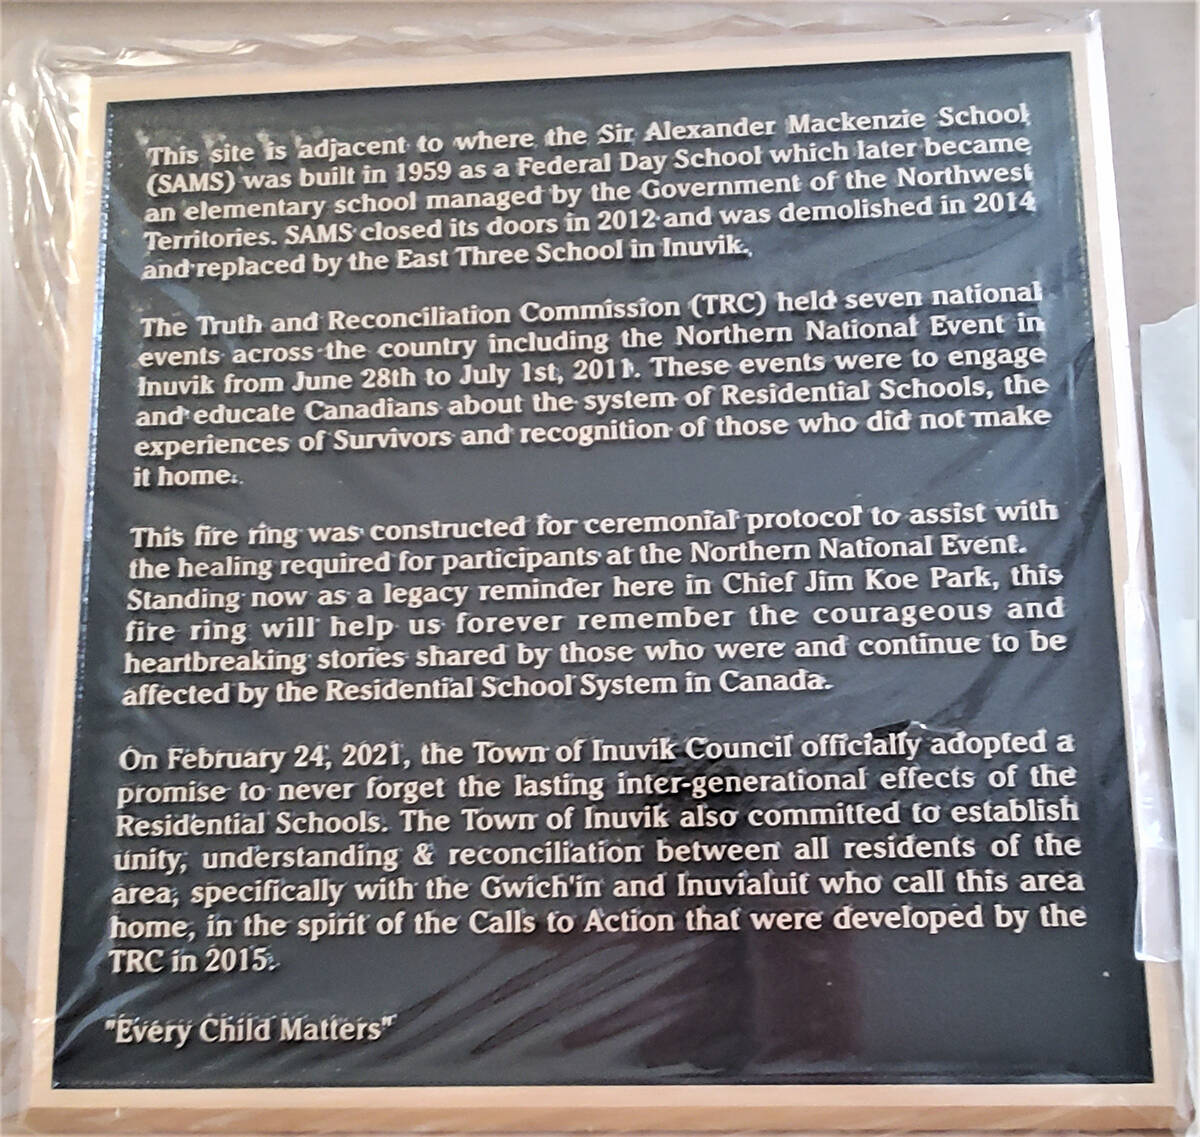 This site is adjacent to where the Sir Alexander Mackenzie School
(SAMS) was built in 1959 as a Federal Day School which later became
an elementary school managed by the Government of the Northwest
Territories. SAMS closed its doors in 2012 and was demolished in 2014
and replaced by the East Three School in Inuvik.
The Truth and Reconciliation Commission (TRC) held seven national
events across the country including the Northern National Event in
Inuvik from June 28th to July 1st, 2011. These events were to engage
and educate Canadians about the system of Residential Schools, the
experiences of Survivors and recognition of those who did not make
it home.
This fire ring was constructed for ceremonial protocol to assist with
the healing required for participants at the Northern National Event.
Standing now as a legacy reminder here in Chief Jim Koe Park, this
fire ring will help us forever remember the courageous and
heartbreaking stories shared by those who were and continue to be
affected by the Residential School System in Canada.
On February 24, 2021, the Town of Inuvik Council officially adopted a
promise to never forget the lasting inter-generational effects of the
Residential Schools. The Town of Inuvik also committed to establish
unity, understanding & reconciliation between all residents of the
area, specifically with the Gwich'in and Inuvialuit who call this area
home, in the spirit of the Calls to Action that were developed by the
TRC in 2015.
"Every Child Matters"